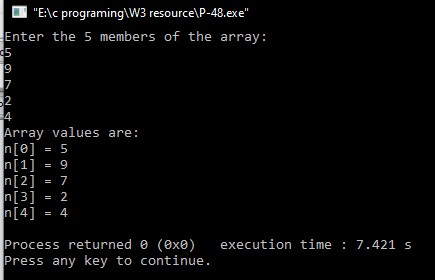 "E:\c programing\W3 resource\P-48.exe"
Enter the 5 members of the array:
5
9
7
2
4
Array values are:
n[0] = 5
n[1] = 9
n[2] = 7
n[3] = 2
n[4] = 4
Process returned 0 (0x0)   execution time : 7.421 s
Press any key to continue.